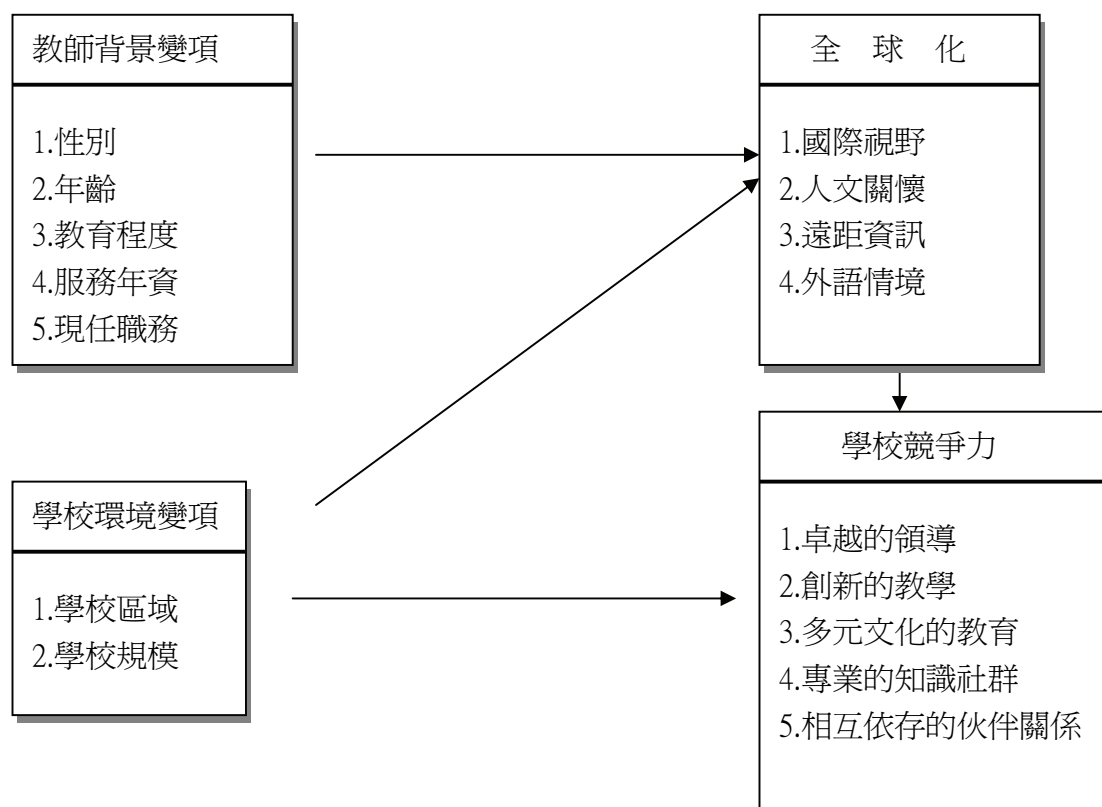 教師背景變項
1.性別
2.年齡
3.教育程度
4.服務年資
5.現任職務
全 球 化
1.國際視野
2.人文關懷
3.遠距資訊
4.外語情境
學校環境變項
1.學校區域
2.學校規模
學校競爭力
1.卓越的領導
2.創新的教學
3.多元文化的教育
4.專業的知識社群
5.相互依存的伙伴關係